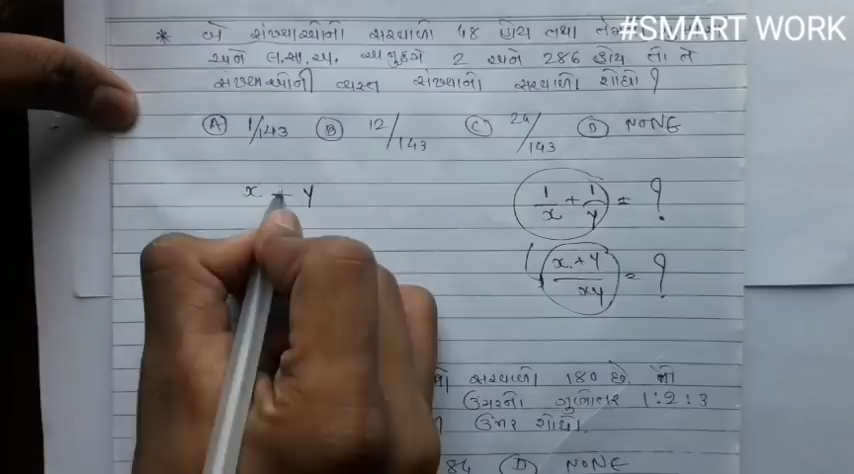 #SMART WORK
* બે સંખ્યાઓની સરવાળો 48 હોય તથા
અને લ.સા.અ. અનુક્રમે 2 અને 286 હોય તો તે
સંખ્યાઓની વ્યસ્ત સંખ્યાનો સરવાળો શોધો ?
(A) 1/143 (B) 12/143 (C) 24/143 (D) NONE
x + y
1/x + 1/y = ?
x + y / xy = ?
સરવાળો 180 છે. તો
ઉંમરનો ગુણોત્તર 1:2:3
ઉંમર શોધો.
84 (D) NONE